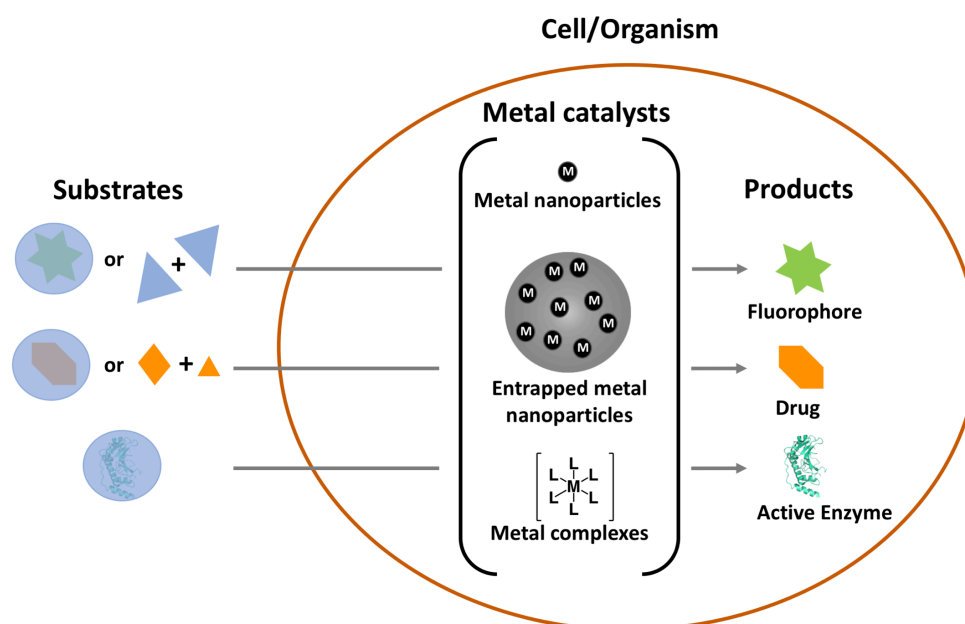 Cell/Organism
Metal catalysts
Substrates
Products
M
Metal nanoparticles
or
+
Fluorophore
M
M
M
M
M
M
M
M
M
or
+
Entrapped metal
nanoparticles
Drug
L
L L
M
L L
L
Metal complexes
Active Enzyme